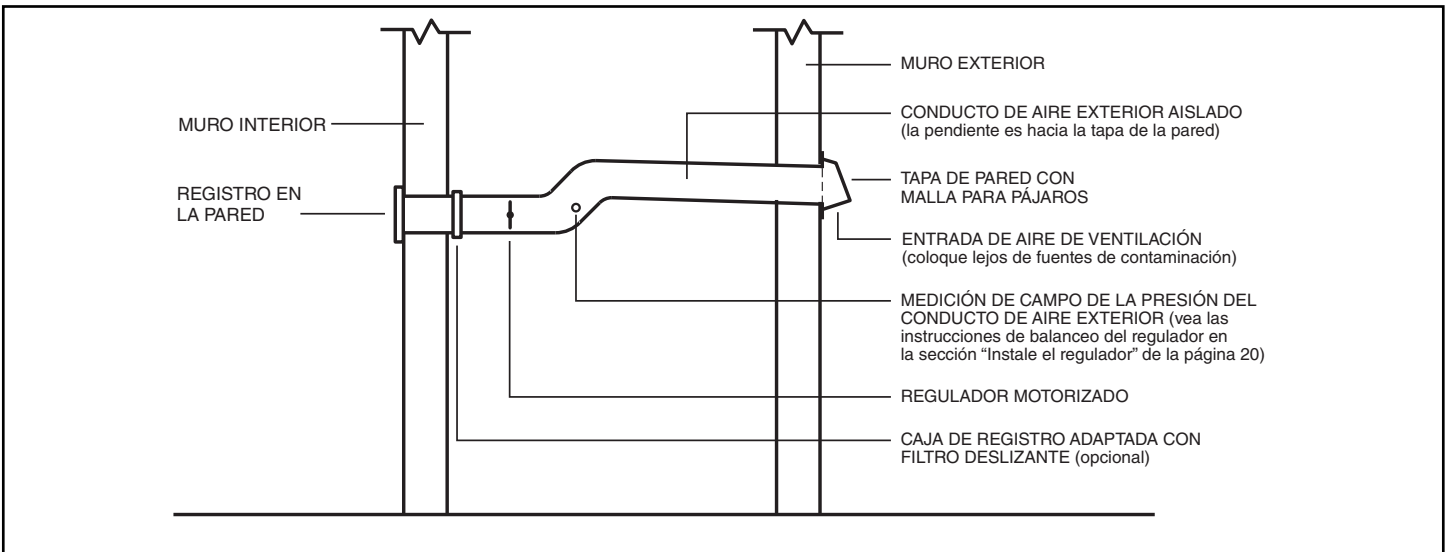 MURO INTERIOR
REGISTRO EN
LA PARED
MURO EXTERIOR
CONDUCTO DE AIRE EXTERIOR AISLADO
(la pendiente es hacia la tapa de la pared)
TAPA DE PARED CON
MALLA PARA PÁJAROS
ENTRADA DE AIRE DE VENTILACIÓN
(coloque lejos de fuentes de contaminación)
MEDICIÓN DE CAMPO DE LA PRESIÓN DEL
CONDUCTO DE AIRE EXTERIOR (vea las
instrucciones de balanceo del regulador en
la sección “Instale el regulador” de la página 20)
REGULADOR MOTORIZADO
CAJA DE REGISTRO ADAPTADA CON
FILTRO DESLIZANTE (opcional)